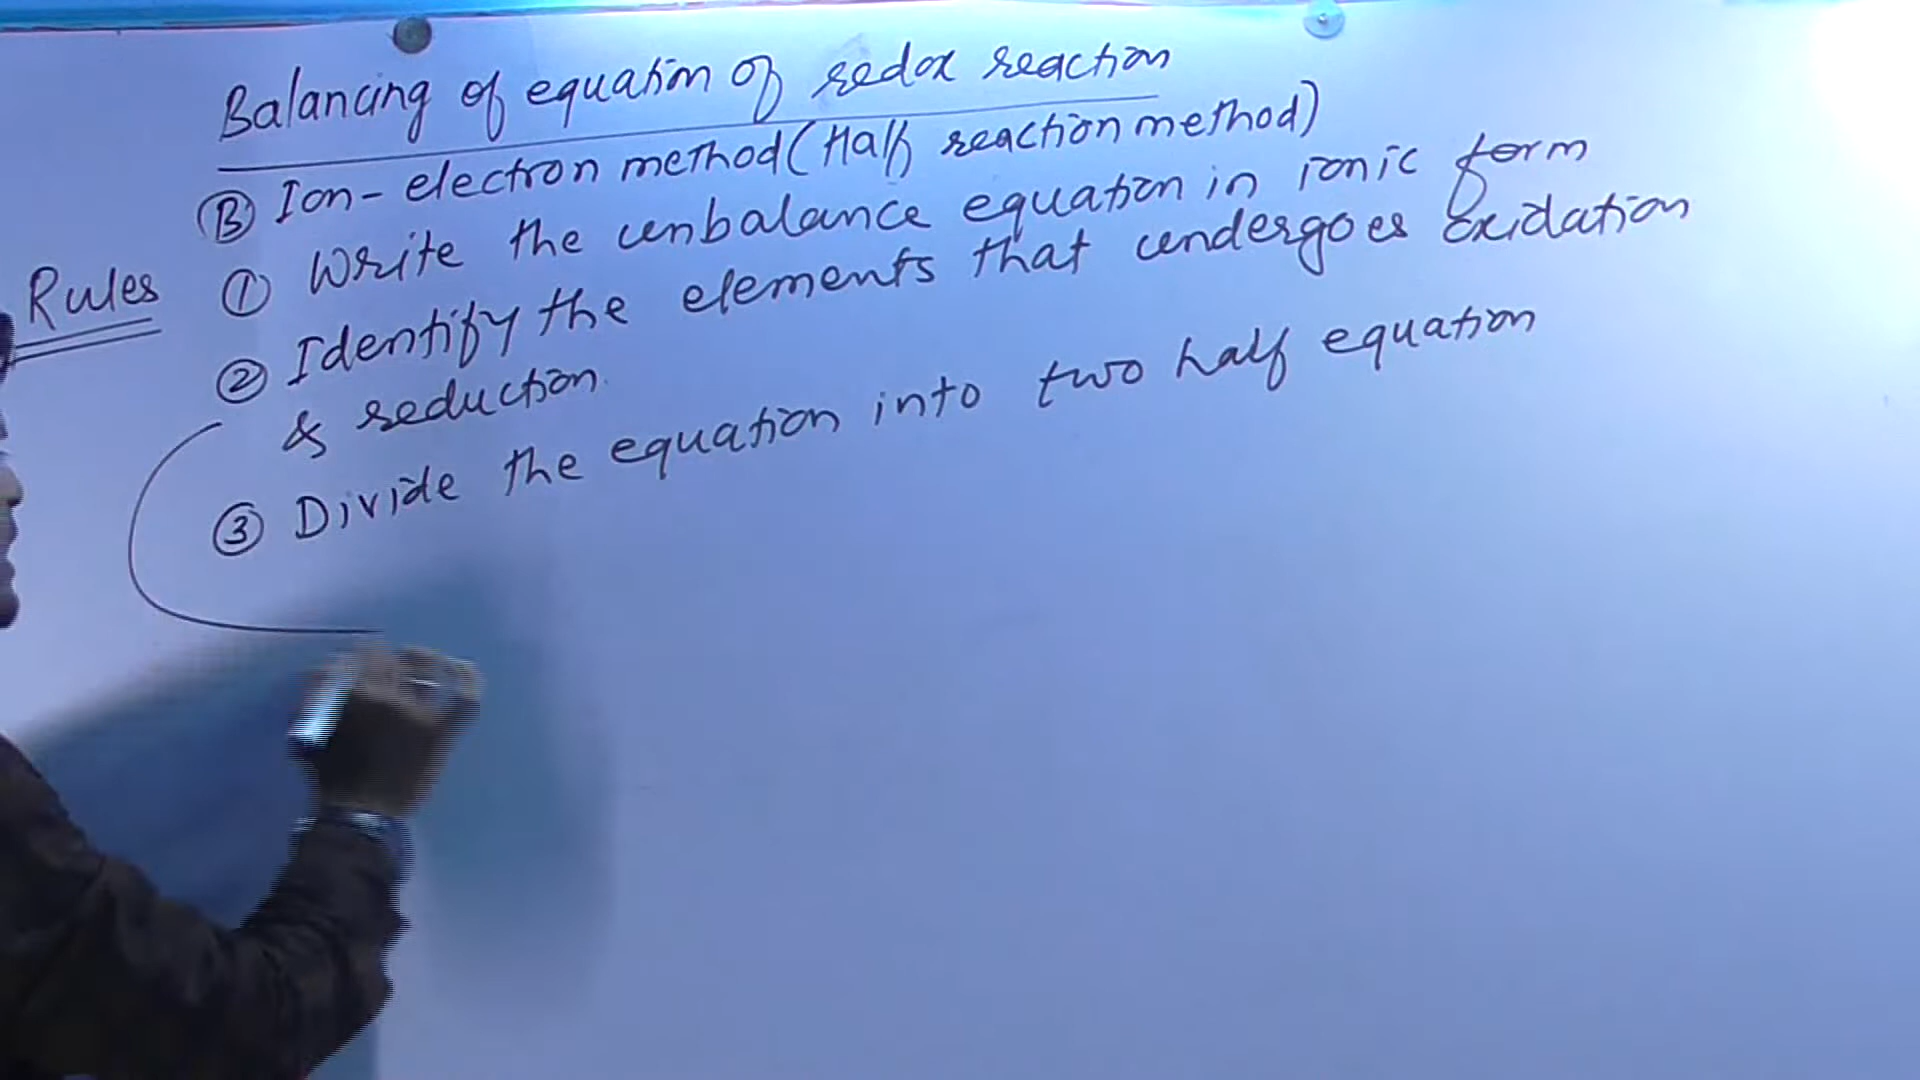 Balancing of equation of redox reaction
Ⓑ Ion-electron method (Half reaction method)
Rules
① Write the unbalance equation in ionic form
② Identify the elements that undergoes oxidation
& reduction.
③ Divide the equation into two half equation